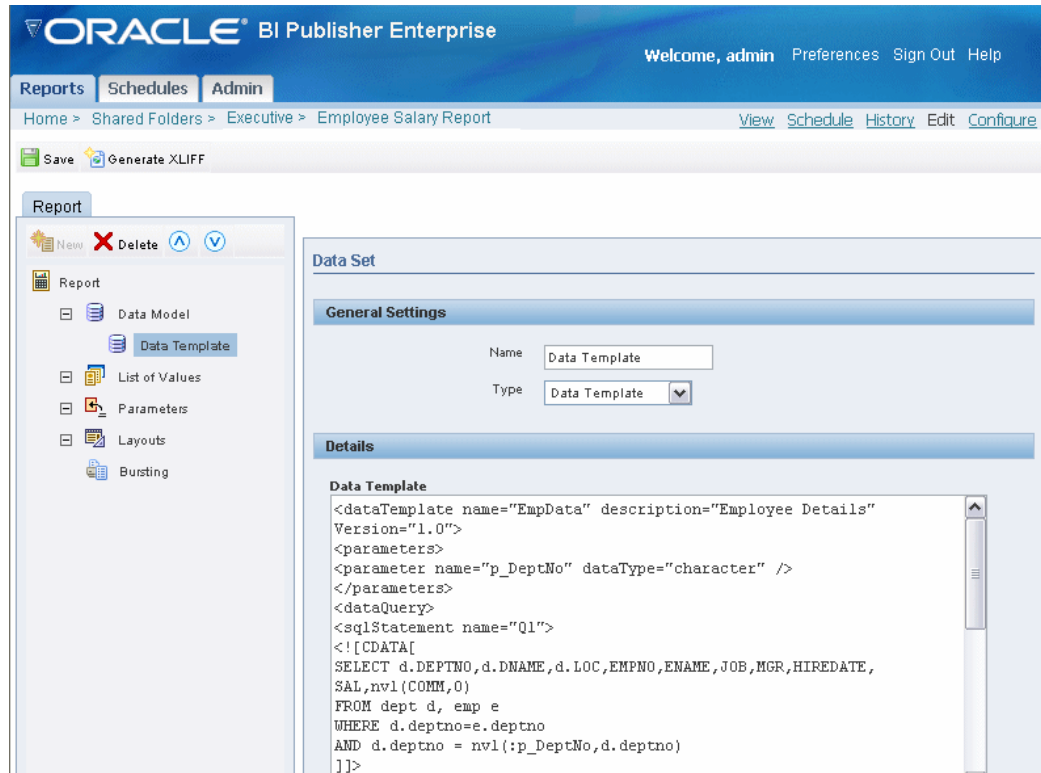 ORACLE® BI Publisher Enterprise
Welcome, admin Preferences Sign Out Help
Reports Schedules Admin
Home > Shared Folders > Executive > Employee Salary Report View Schedule History Edit Configure
Save Generate XLIFF
Report
New Delete
Report
Data Model
Data Template
List of Values
Parameters
Layouts
Bursting
Data Set
General Settings
Name Data Template
Type Data Template
Details
Data Template
<dataTemplate name="EmpData" description="Employee Details"
Version="1.0">
<parameters>
<parameter name="p_DeptNo" dataType="character" />
</parameters>
<dataQuery>
<sqlStatement name="Q1">
<![CDATA[
SELECT d.DEPTNO,d.DNAME,d.LOC,EMPNO,ENAME,JOB,MGR,HIREDATE,
SAL,nvl(COMM,0)
FROM dept d, emp e
WHERE d.deptno=e.deptno
AND d.deptno = nvl(:p_DeptNo,d.deptno)
]]>